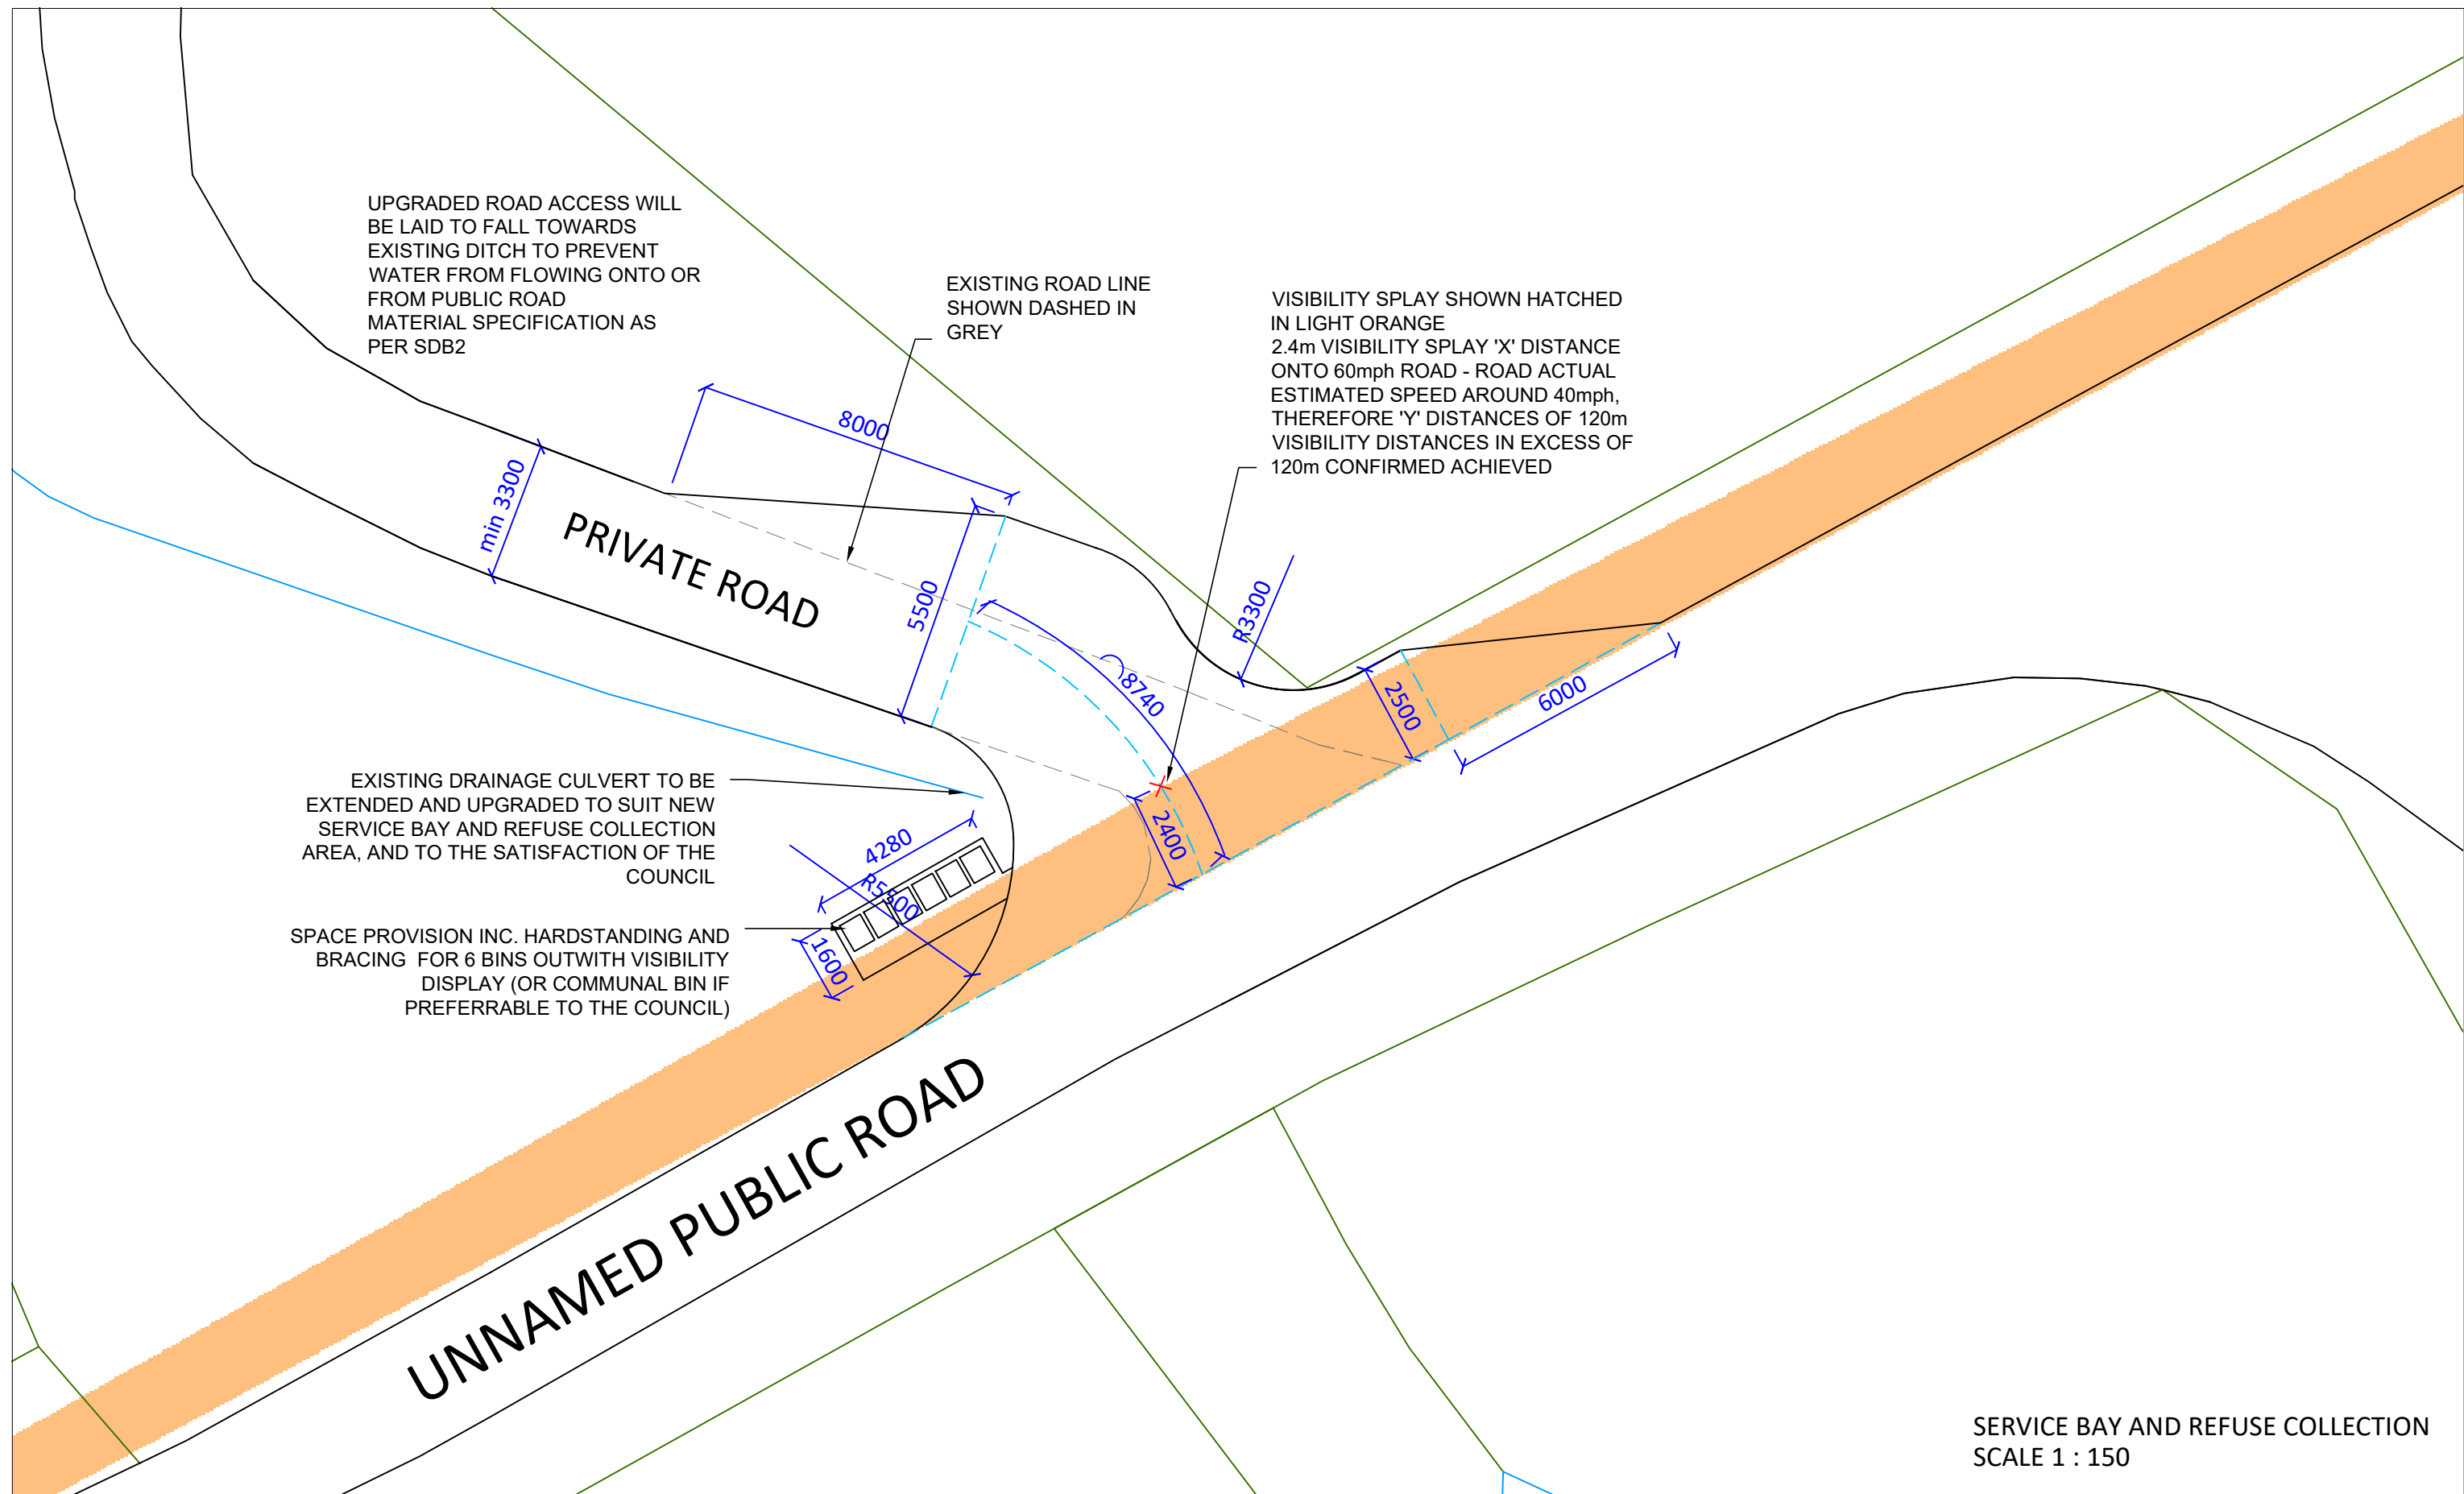 UPGRADED ROAD ACCESS WILL
BE LAID TO FALL TOWARDS
EXISTING DITCH TO PREVENT
WATER FROM FLOWING ONTO OR
FROM PUBLIC ROAD
MATERIAL SPECIFICATION AS
PER SDB2
EXISTING ROAD LINE
SHOWN DASHED IN
GREY
VISIBILITY SPLAY SHOWN HATCHED
IN LIGHT ORANGE
2.4m VISIBILITY SPLAY 'X' DISTANCE
ONTO 60mph ROAD - ROAD ACTUAL
ESTIMATED SPEED AROUND 40mph,
THEREFORE 'Y' DISTANCES OF 120m
VISIBILITY DISTANCES IN EXCESS OF
120m CONFIRMED ACHIEVED
8000
min 3300
PRIVATE ROAD
5500
R3300
8740
2500
6000
2400
EXISTING DRAINAGE CULVERT TO BE
EXTENDED AND UPGRADED TO SUIT NEW
SERVICE BAY AND REFUSE COLLECTION
AREA, AND TO THE SATISFACTION OF THE
COUNCIL
4280
R5500
1600
SPACE PROVISION INC. HARDSTANDING AND
BRACING FOR 6 BINS OUTWITH VISIBILITY
DISPLAY (OR COMMUNAL BIN IF
PREFERRABLE TO THE COUNCIL)
UNNAMED PUBLIC ROAD
SERVICE BAY AND REFUSE COLLECTION
SCALE 1 : 150